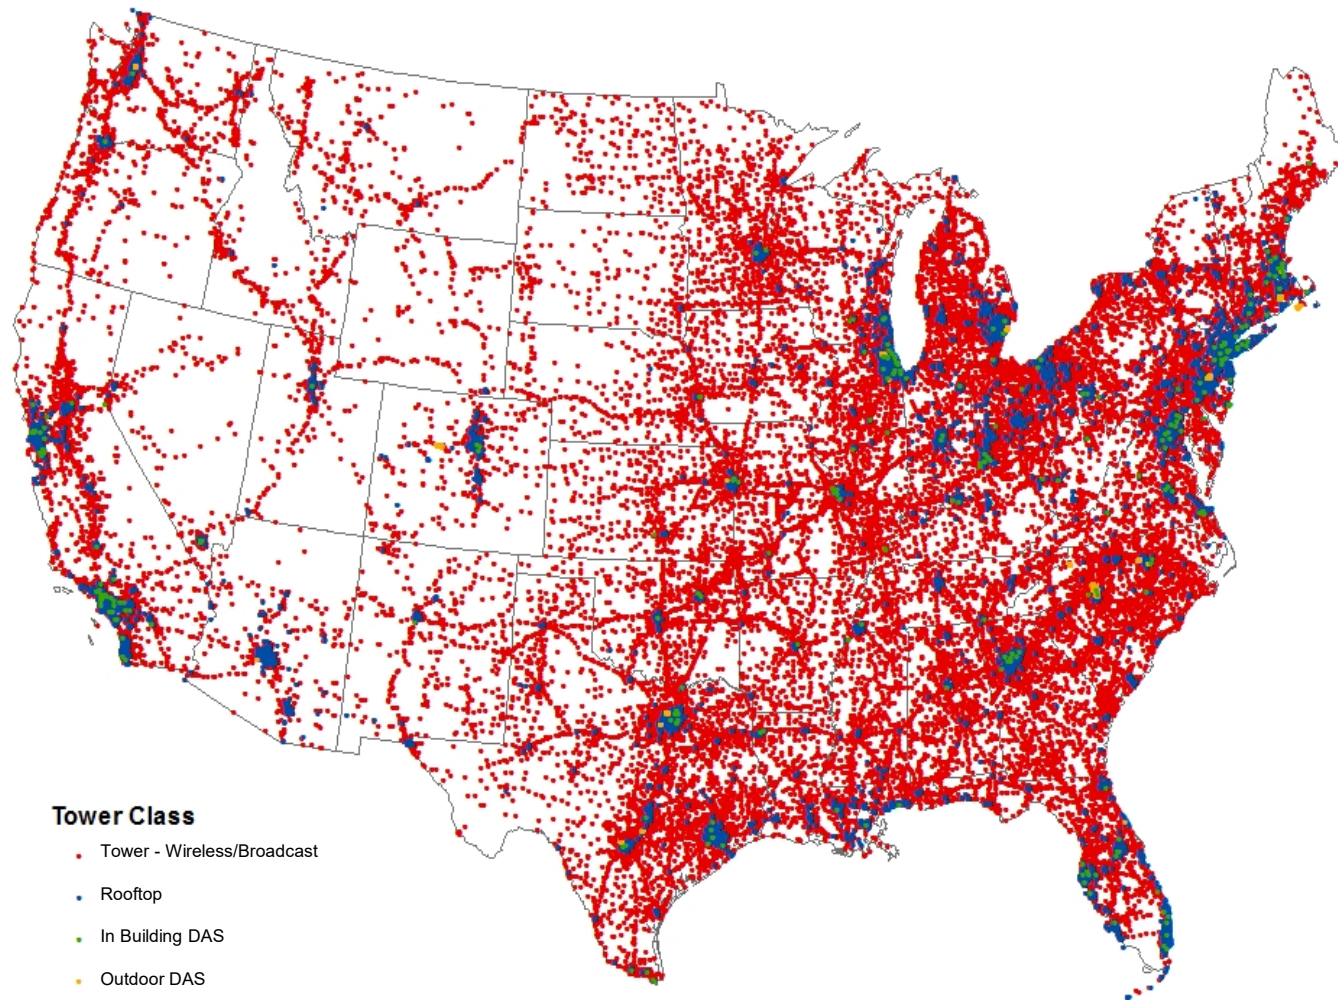 Tower Class
Tower - Wireless/Broadcast
Rooftop
In Building DAS
Outdoor DAS